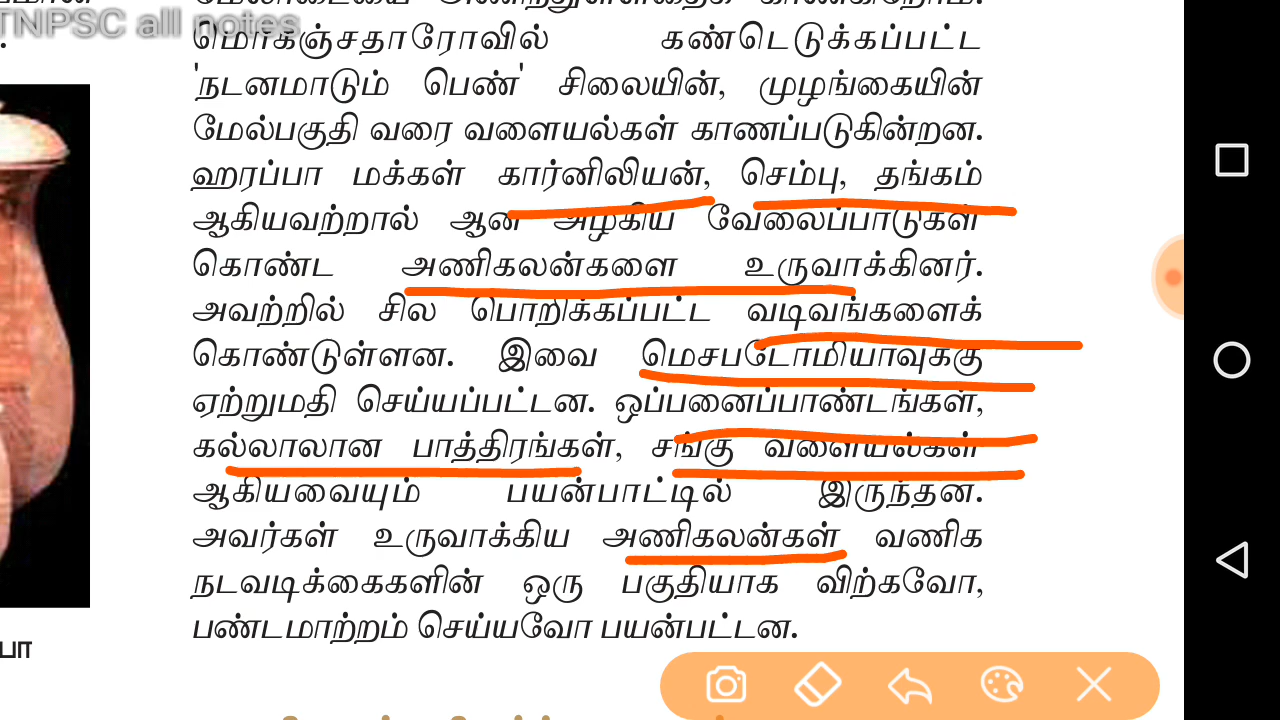 TNPSC all notes
மேலாடையை அணிந்துள்ளதைக் காண்கிறோம்.
மொகஞ்சதாரோவில் கண்டெடுக்கப்பட்ட
'நடனமாடும் பெண்' சிலையின், முழங்கையின்
மேல்பகுதி வரை வளையல்கள் காணப்படுகின்றன.
ஹரப்பா மக்கள் கார்னிலியன், செம்பு, தங்கம்
ஆகியவற்றால் ஆன அழகிய வேலைப்பாடுகள்
கொண்ட அணிகலன்களை உருவாக்கினர்.
அவற்றில் சில பொறிக்கப்பட்ட வடிவங்களைக்
கொண்டுள்ளன. இவை மெசபடோமியாவுக்கு
ஏற்றுமதி செய்யப்பட்டன. ஒப்பனைப்பாண்டங்கள்,
கல்லாலான பாத்திரங்கள், சங்கு வளையல்கள்
ஆகியவையும் பயன்பாட்டில் இருந்தன.
அவர்கள் உருவாக்கிய அணிகலன்கள் வணிக
நடவடிக்கைகளின் ஒரு பகுதியாக விற்கவோ,
பண்டமாற்றம் செய்யவோ பயன்பட்டன.